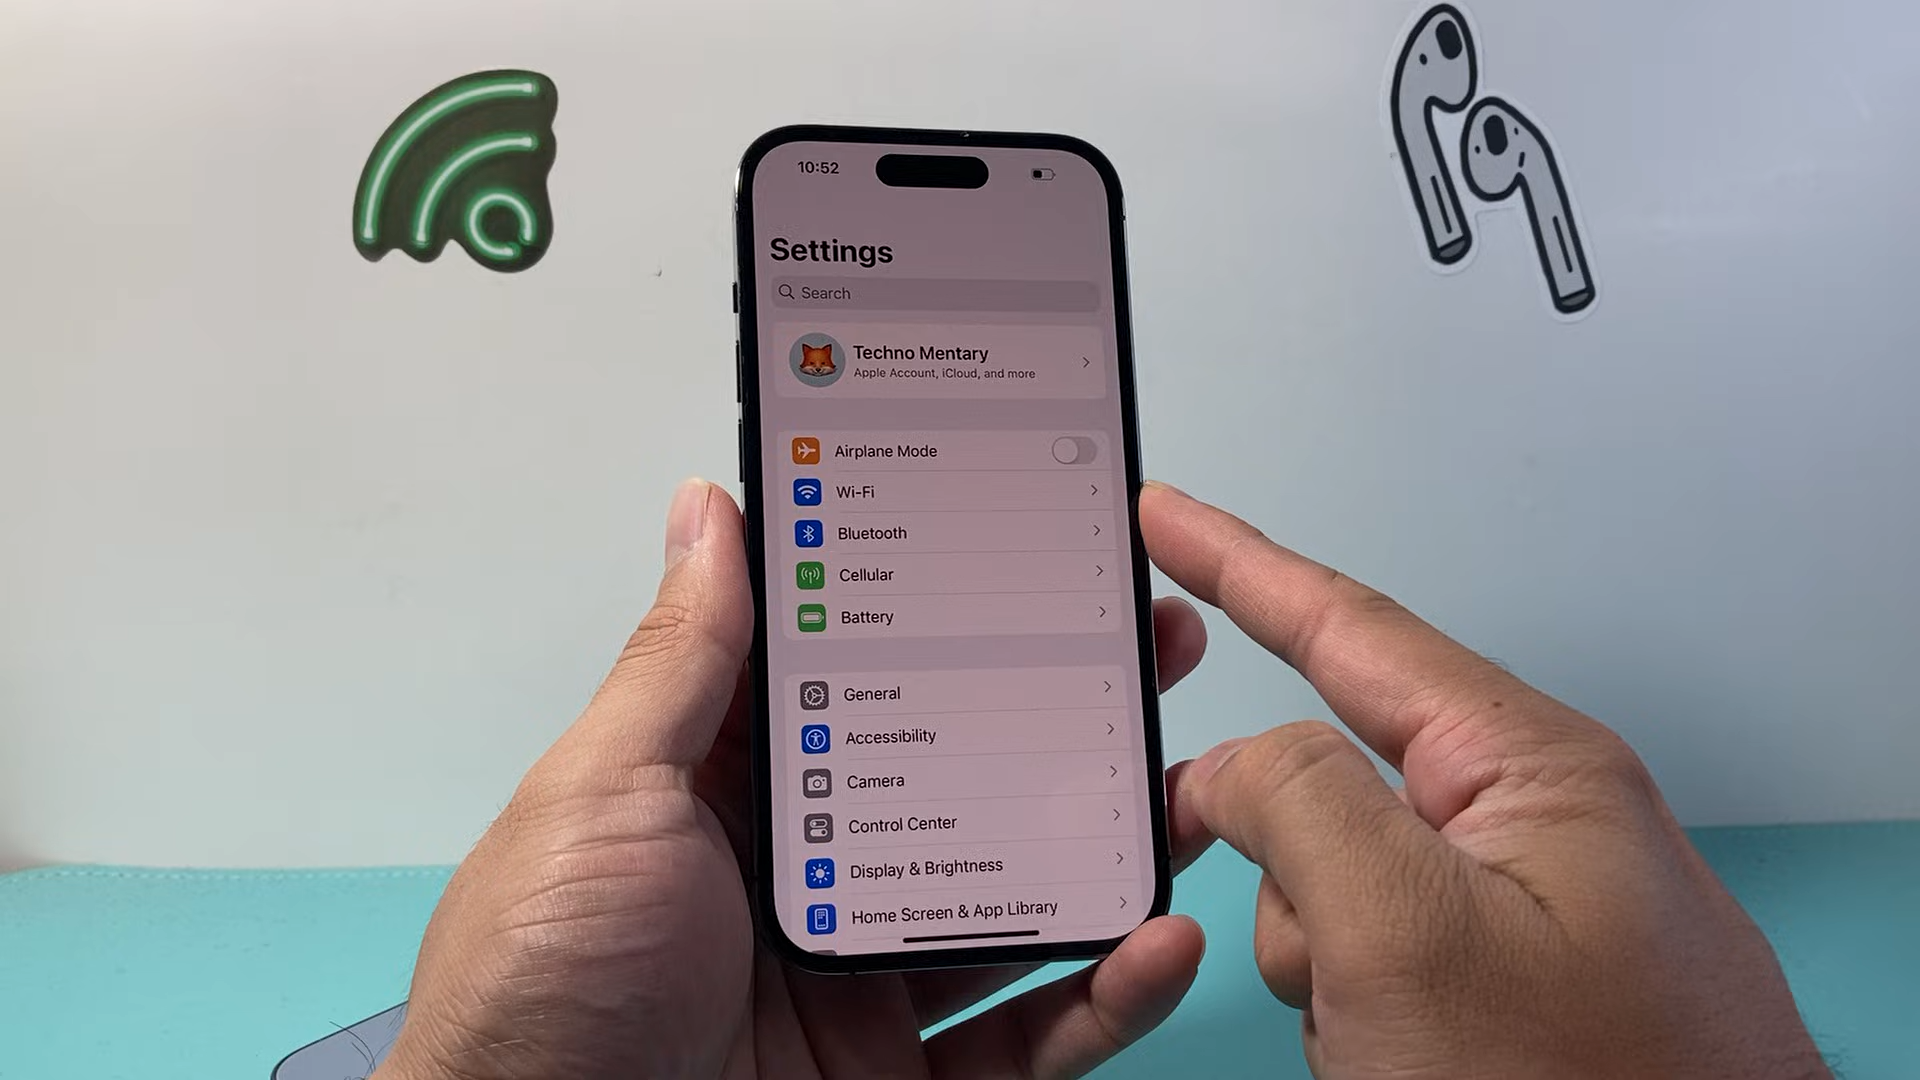 10:52
Settings
Search
Techno Mentary
Apple Account, iCloud, and more
Airplane Mode
Wi-Fi
Bluetooth
Cellular
Battery
General
Accessibility
Camera
Control Center
Display & Brightness
Home Screen & App Library